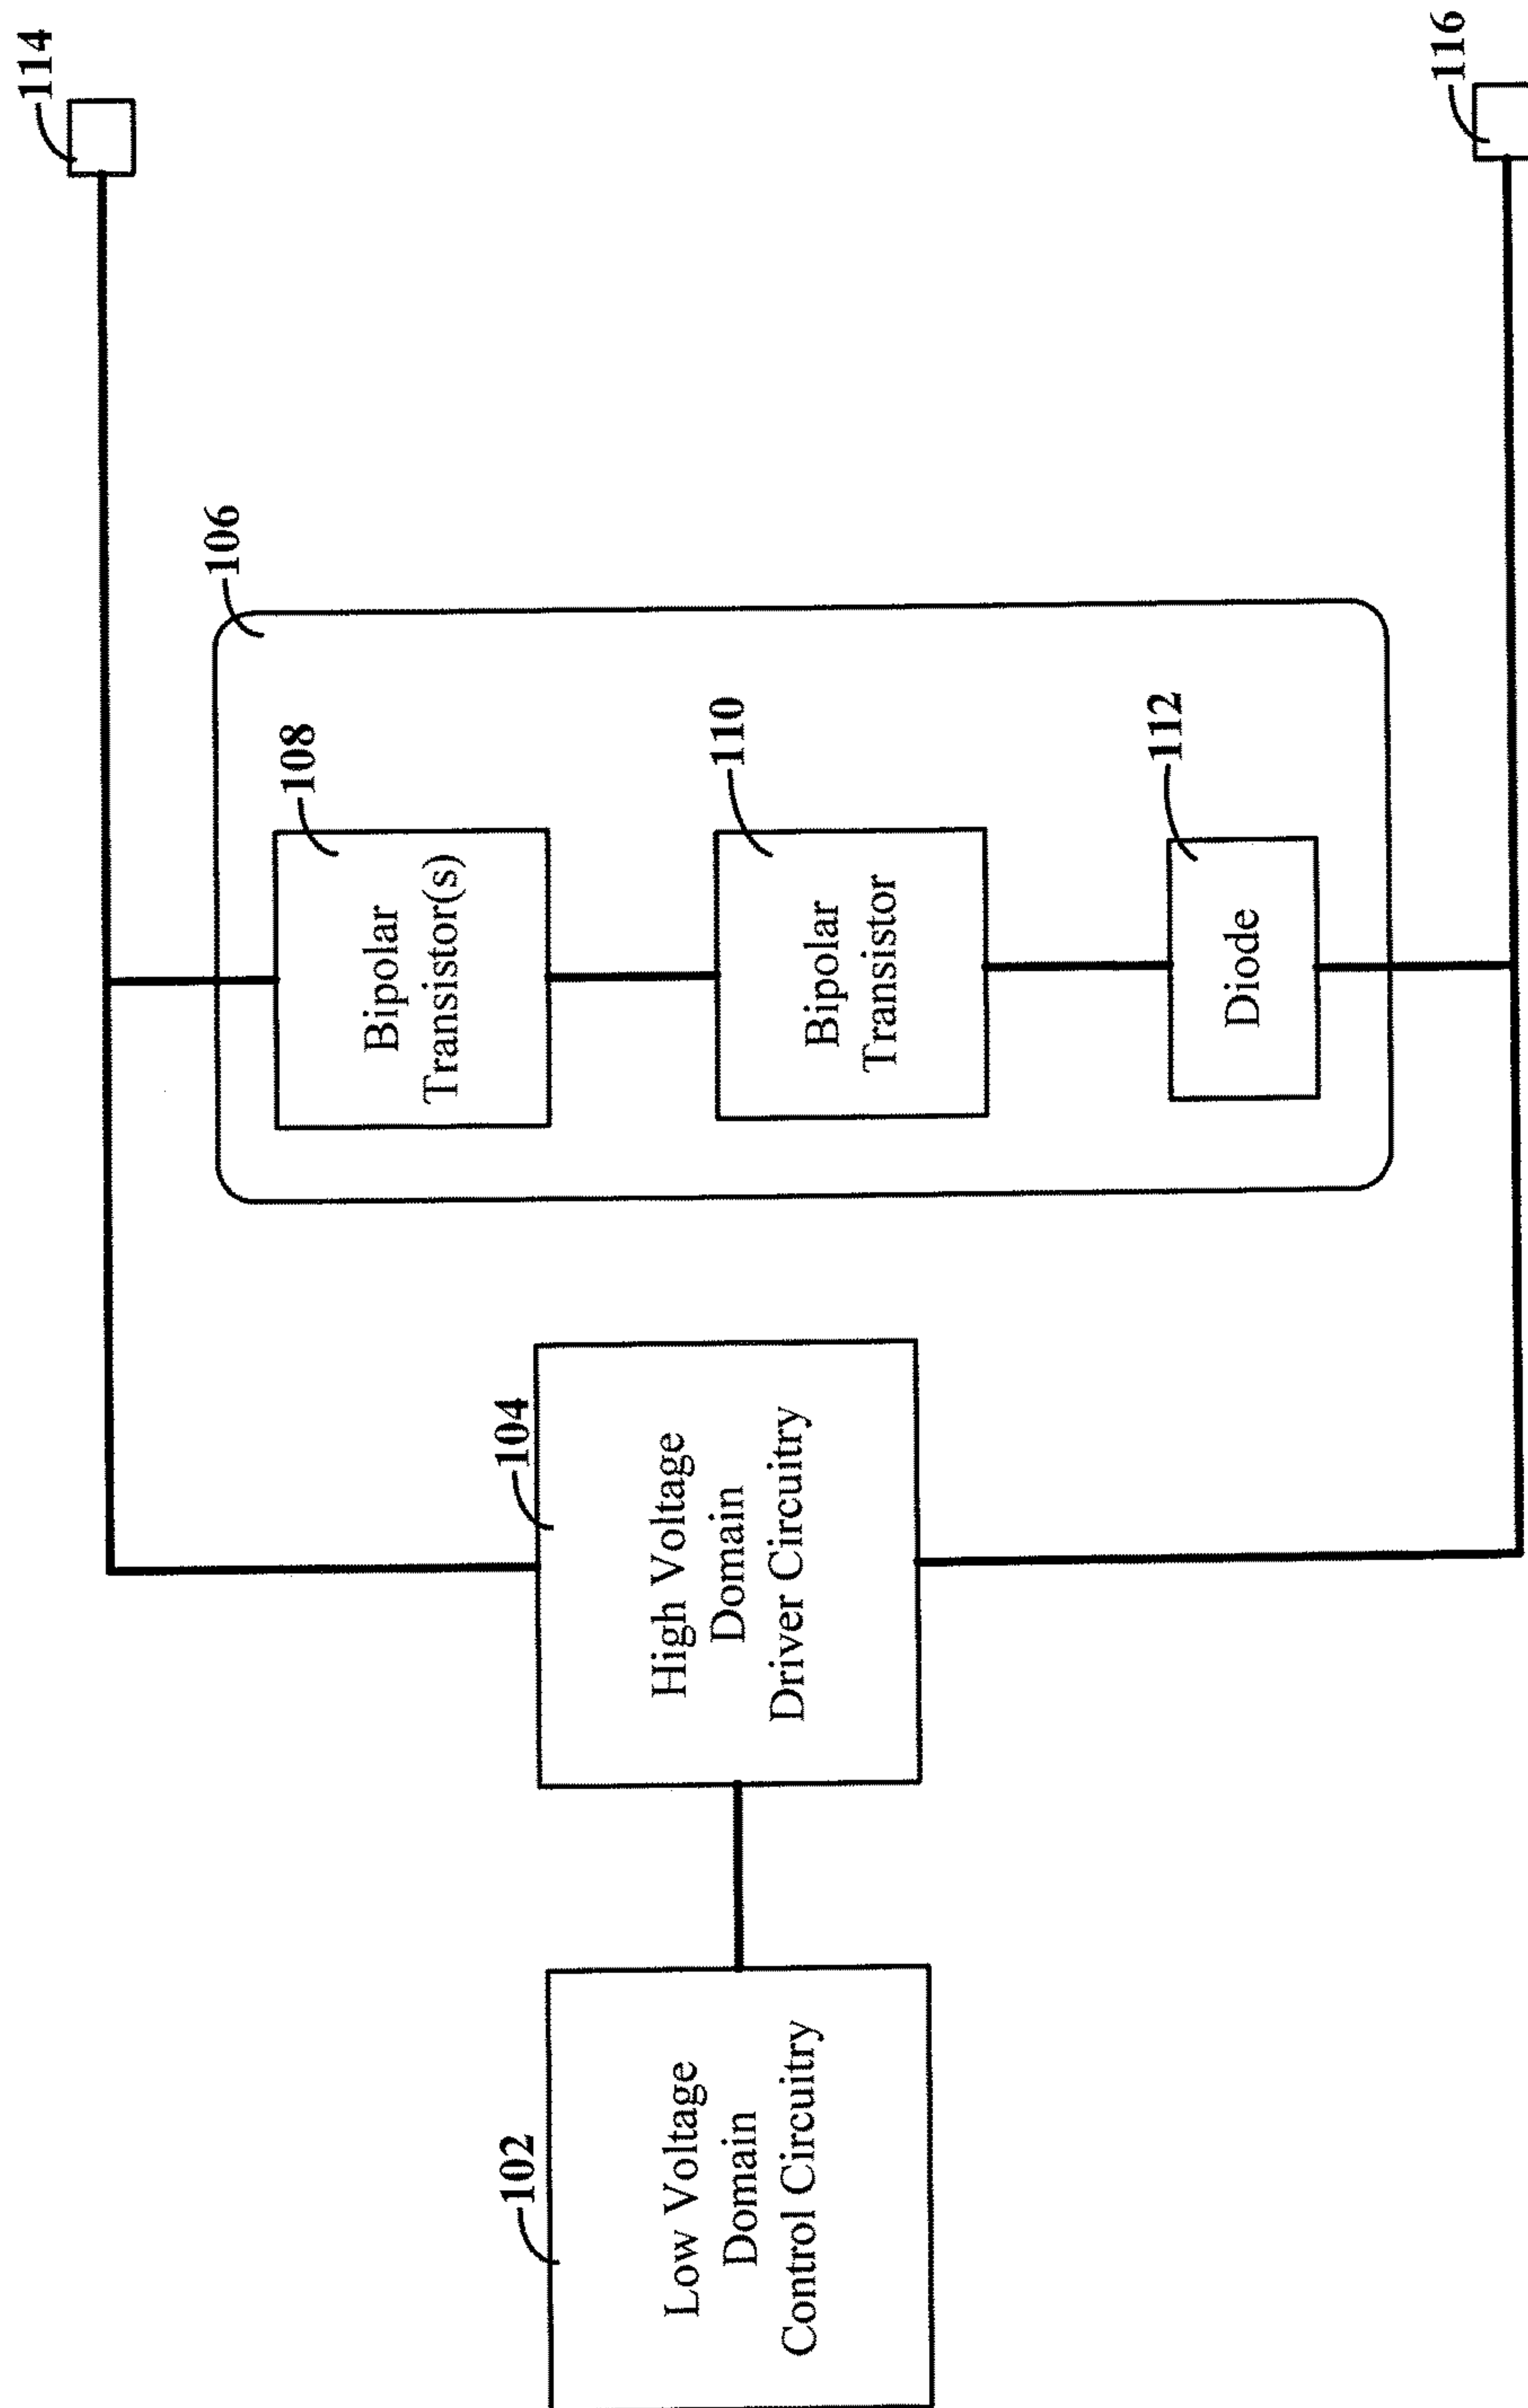 102
Low Voltage
Domain
Control Circuitry
104
High Voltage
Domain
Driver Circuitry
106
108
Bipolar
Transistor(s)
110
Bipolar
Transistor
112
Diode
114
116